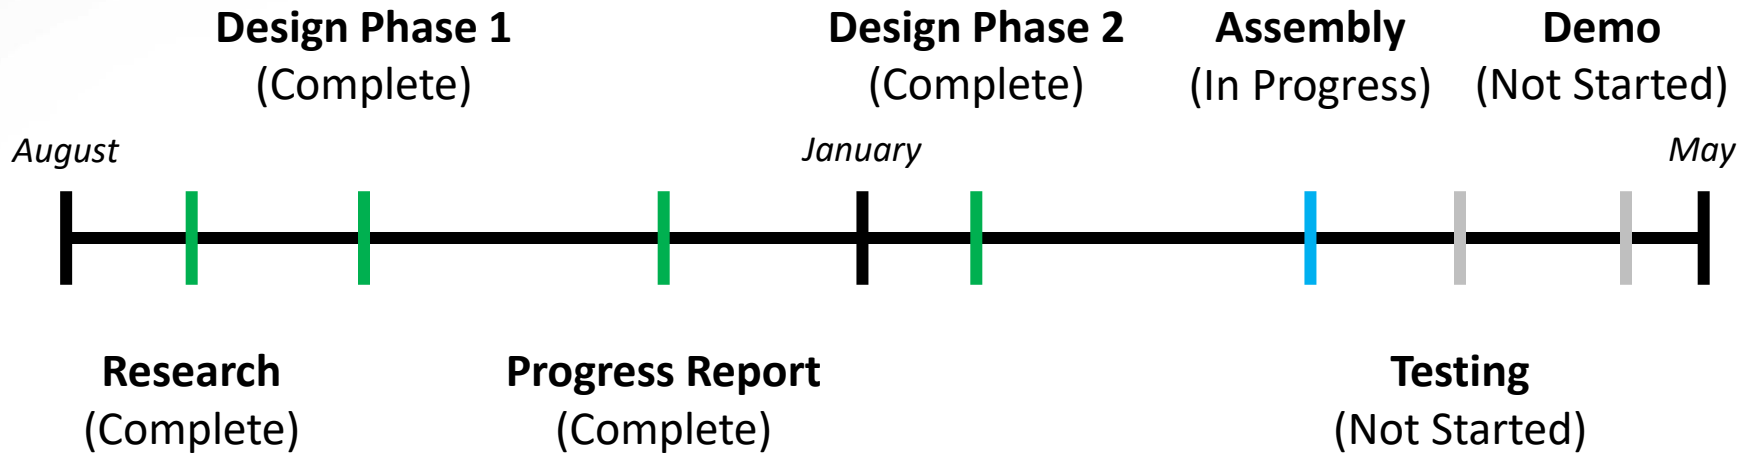 Design Phase 1
(Complete)
Design Phase 2
(Complete)
Assembly
(In Progress)
Demo
(Not Started)
August
January
May
Research
(Complete)
Progress Report
(Complete)
Testing
(Not Started)